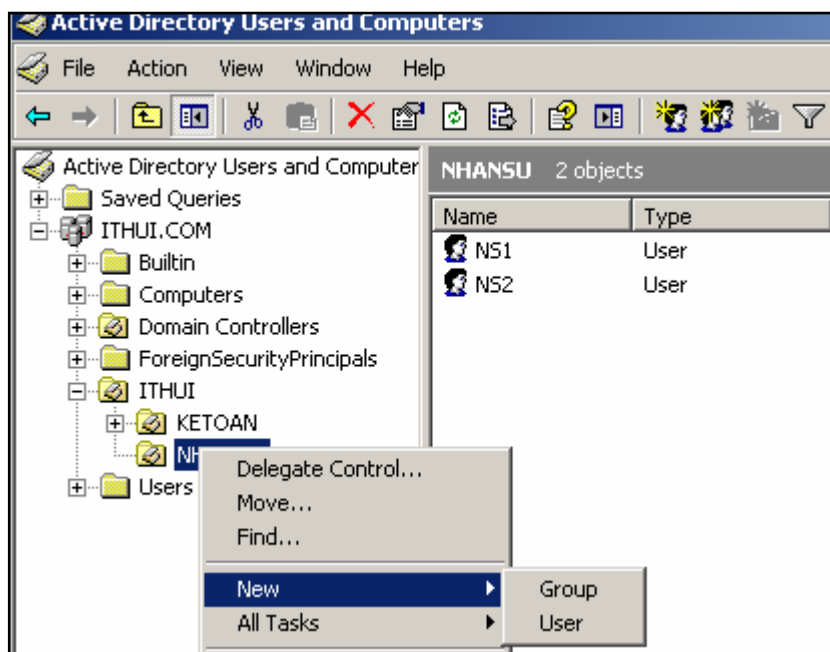 Active Directory Users and Computers
File Action View Window Help
Active Directory Users and Computer
Saved Queries
ITHUI.COM
Builtin
Computers
Domain Controllers
ForeignSecurityPrincipals
ITHUI
KETOAN
NH
Users
NHANSU 2 objects
Name Type
NS1 User
NS2 User
Delegate Control...
Move...
Find...
New
All Tasks
Group
User